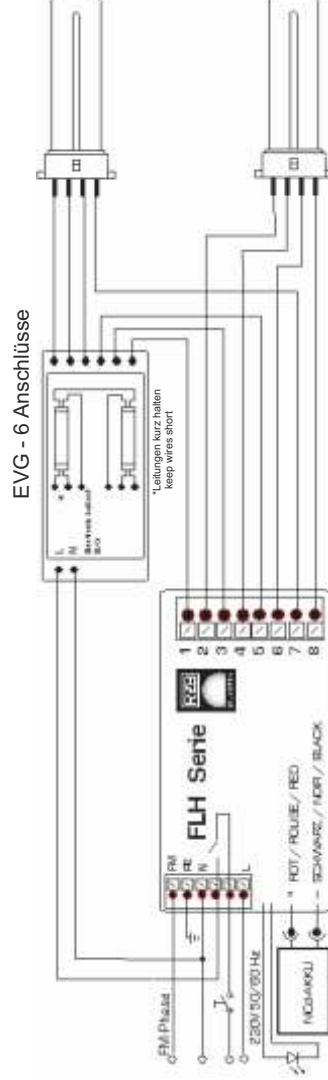 EVG - 6 Anschlüsse
L
N
*
*Leitungen kurz halten
keep wires short
FLH Serie
RZB
1
2
3
4
5
6
7
8
FM
PE
N
L
FM Phase
230V 50/60 Hz
NiCd-AKKU
+ ROT / ROUGE / RED
- SCHWARZ / NOIR / BLACK